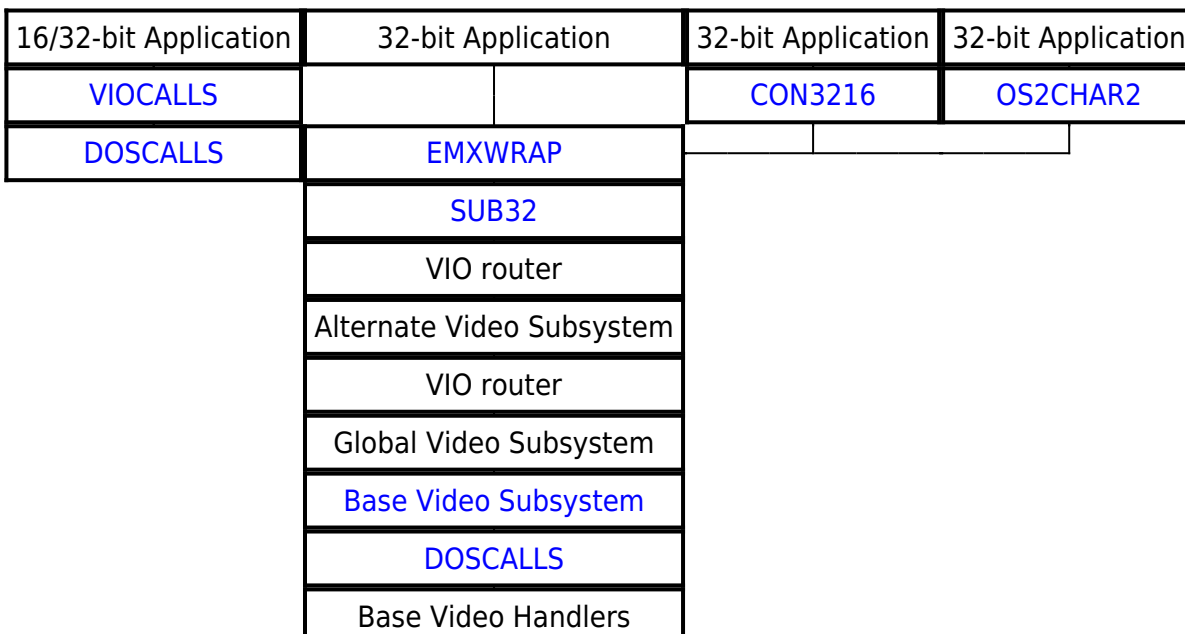 16/32-bit Application
32-bit Application
32-bit Application
32-bit Application
VIOCALLS
CON3216
OS2CHAR2
DOSCALLS
EMXWRAP
SUB32
VIO router
Alternate Video Subsystem
VIO router
Global Video Subsystem
Base Video Subsystem
DOSCALLS
Base Video Handlers